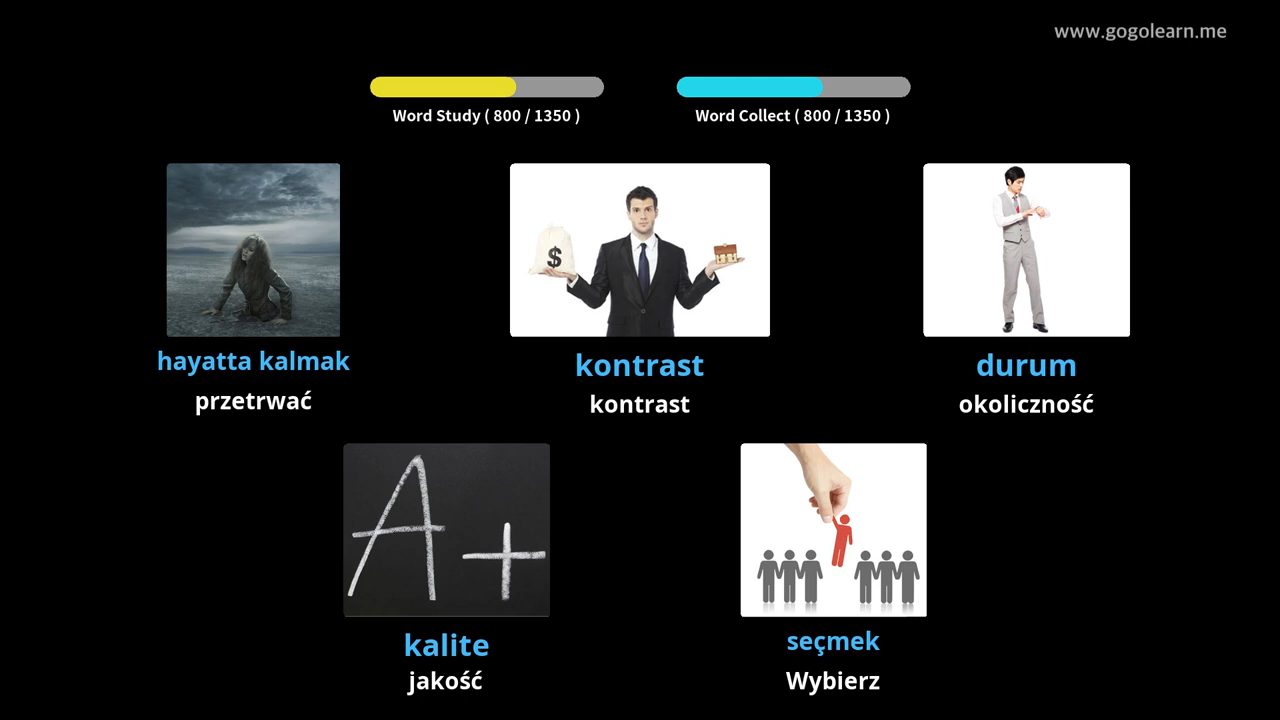 www.gogolearn.me
Word Study ( 800 / 1350 )
Word Collect ( 800 / 1350 )
hayatta kalmak
przetrwać
kontrast
kontrast
durum
okoliczność
$
A+
kalite
jakość
seçmek
Wybierz